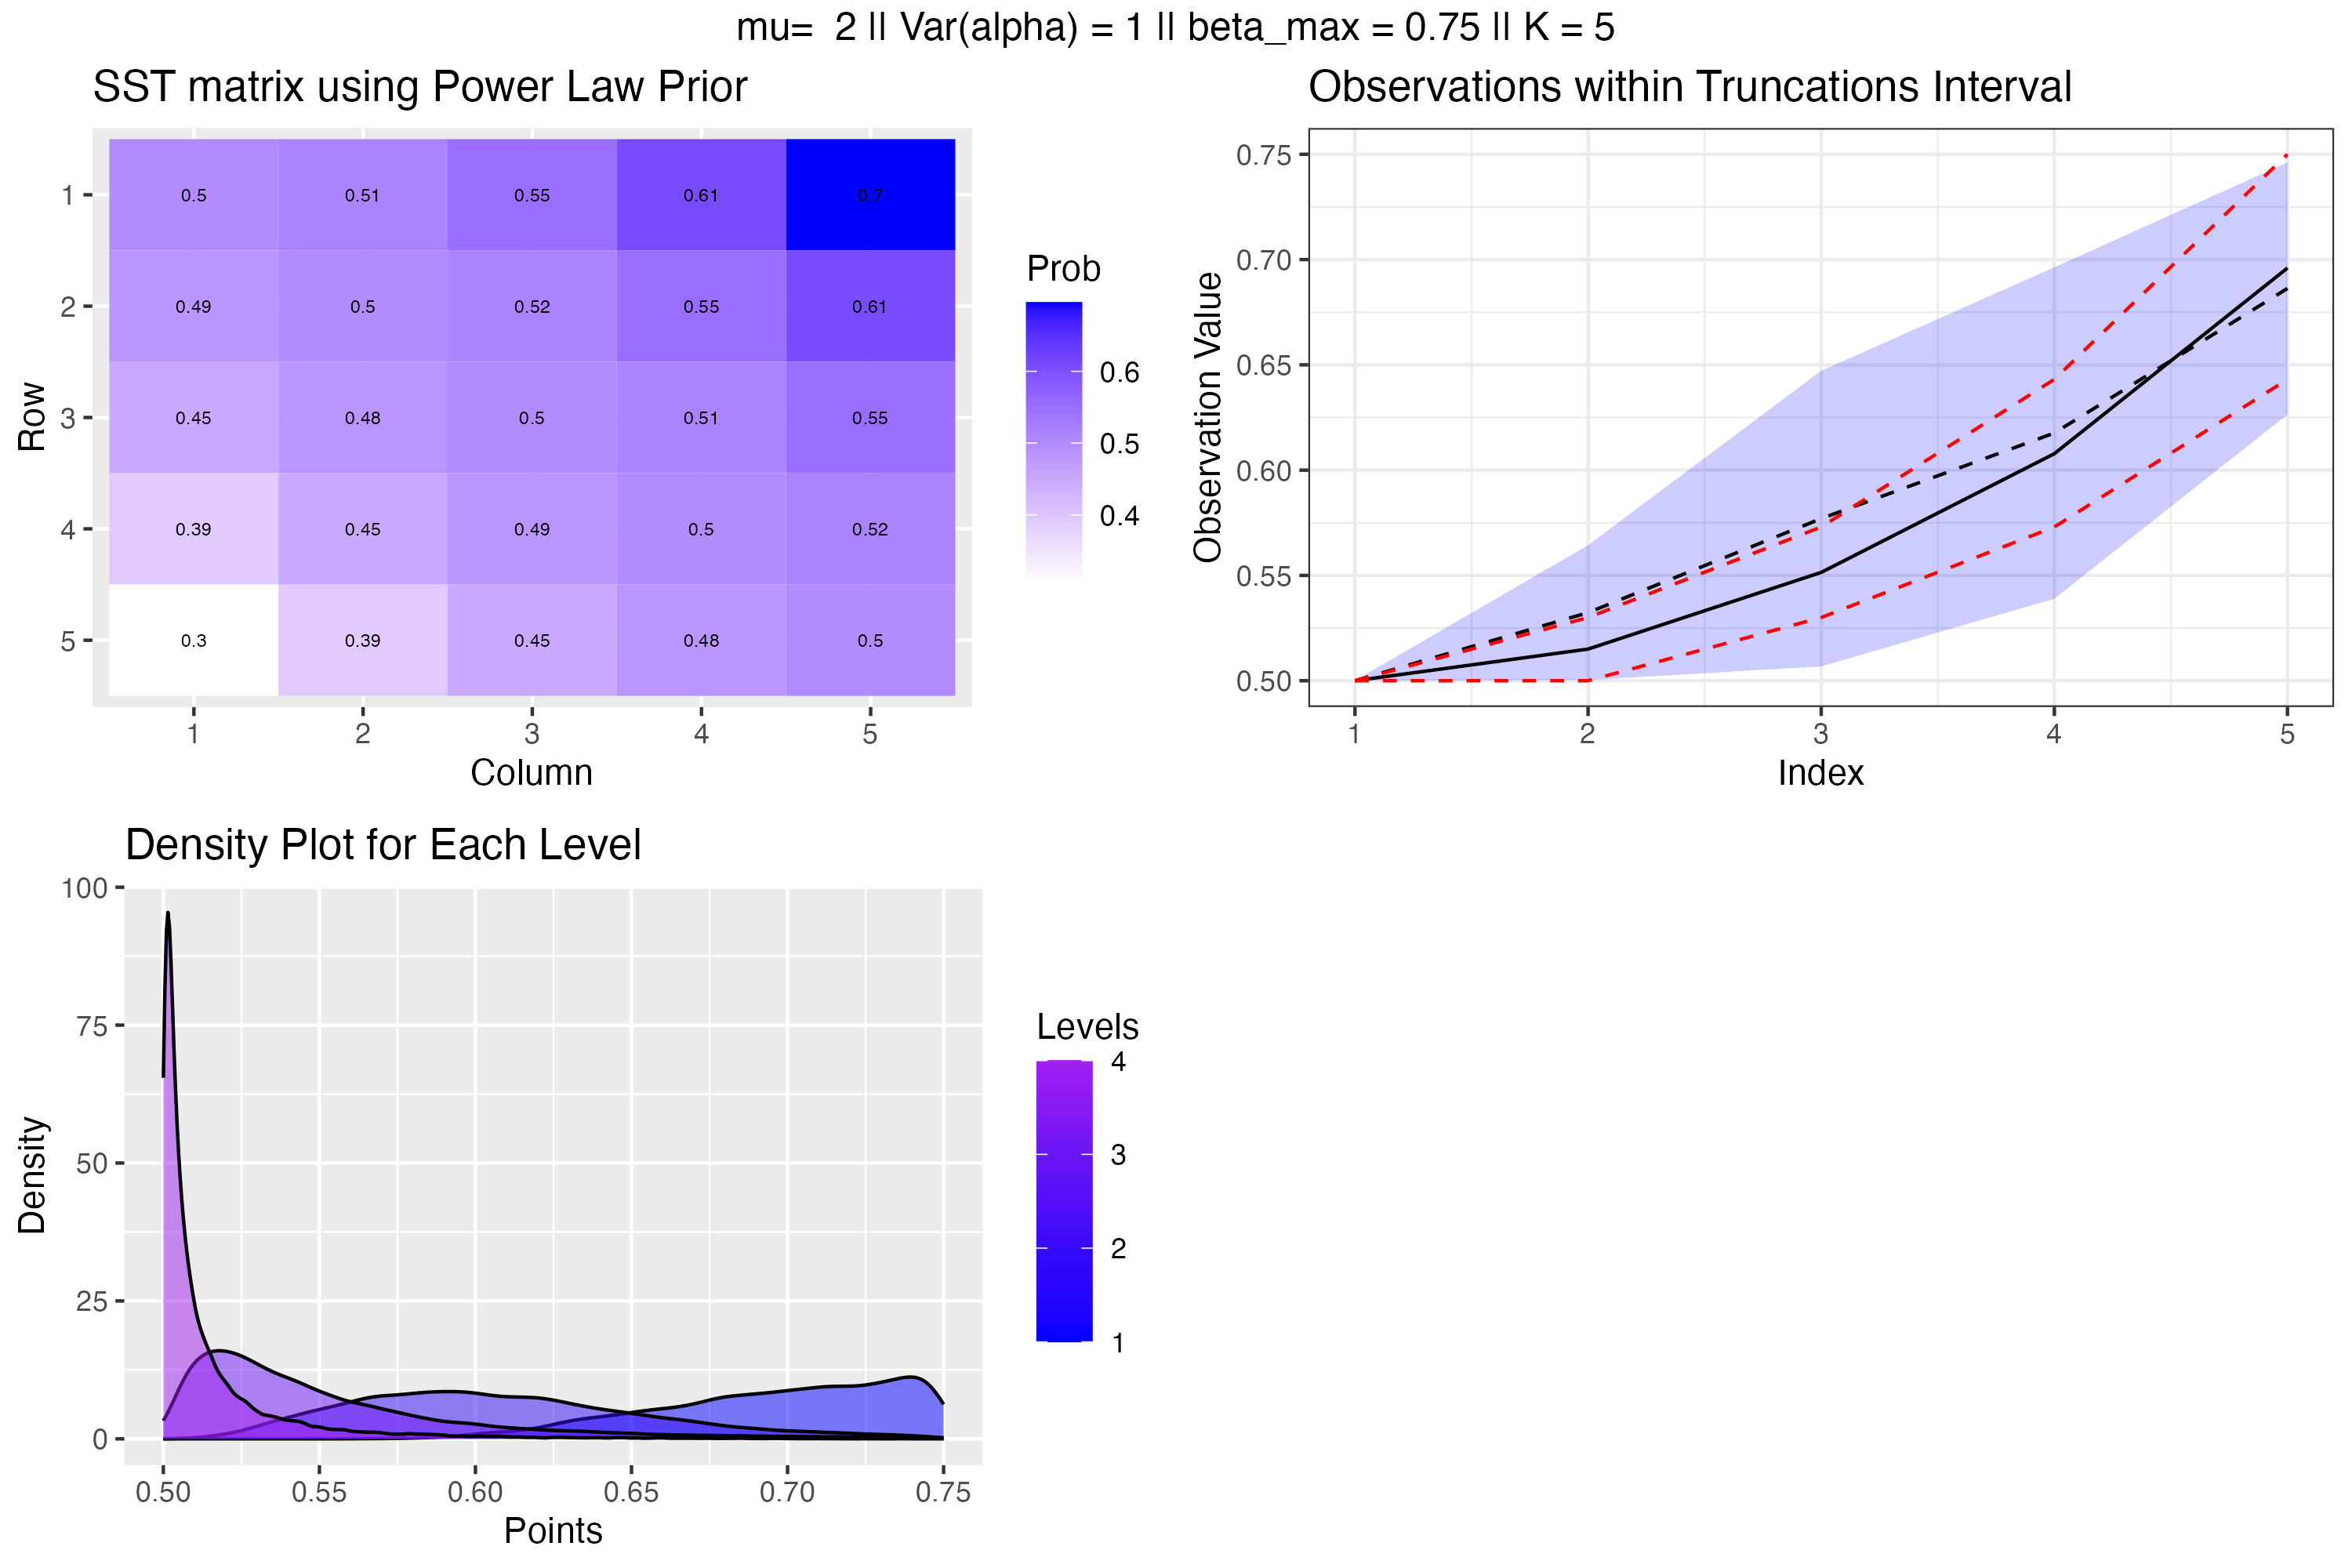 mu=  2 || Var(alpha) = 1 || beta_max = 0.75 || K = 5
SST matrix using Power Law Prior
Row
1
2
3
4
5
0.5 0.51 0.55 0.61 0.7
0.49 0.5 0.52 0.55 0.61
0.45 0.48 0.5 0.51 0.55
0.39 0.45 0.49 0.5 0.52
0.3 0.39 0.45 0.48 0.5
1 2 3 4 5
Column
Prob
0.6
0.5
0.4
Observations within Truncations Interval
Observation Value
0.75
0.70
0.65
0.60
0.55
0.50
1 2 3 4 5
Index
Density Plot for Each Level
Density
100
75
50
25
0
0.50 0.55 0.60 0.65 0.70 0.75
Points
Levels
4
3
2
1